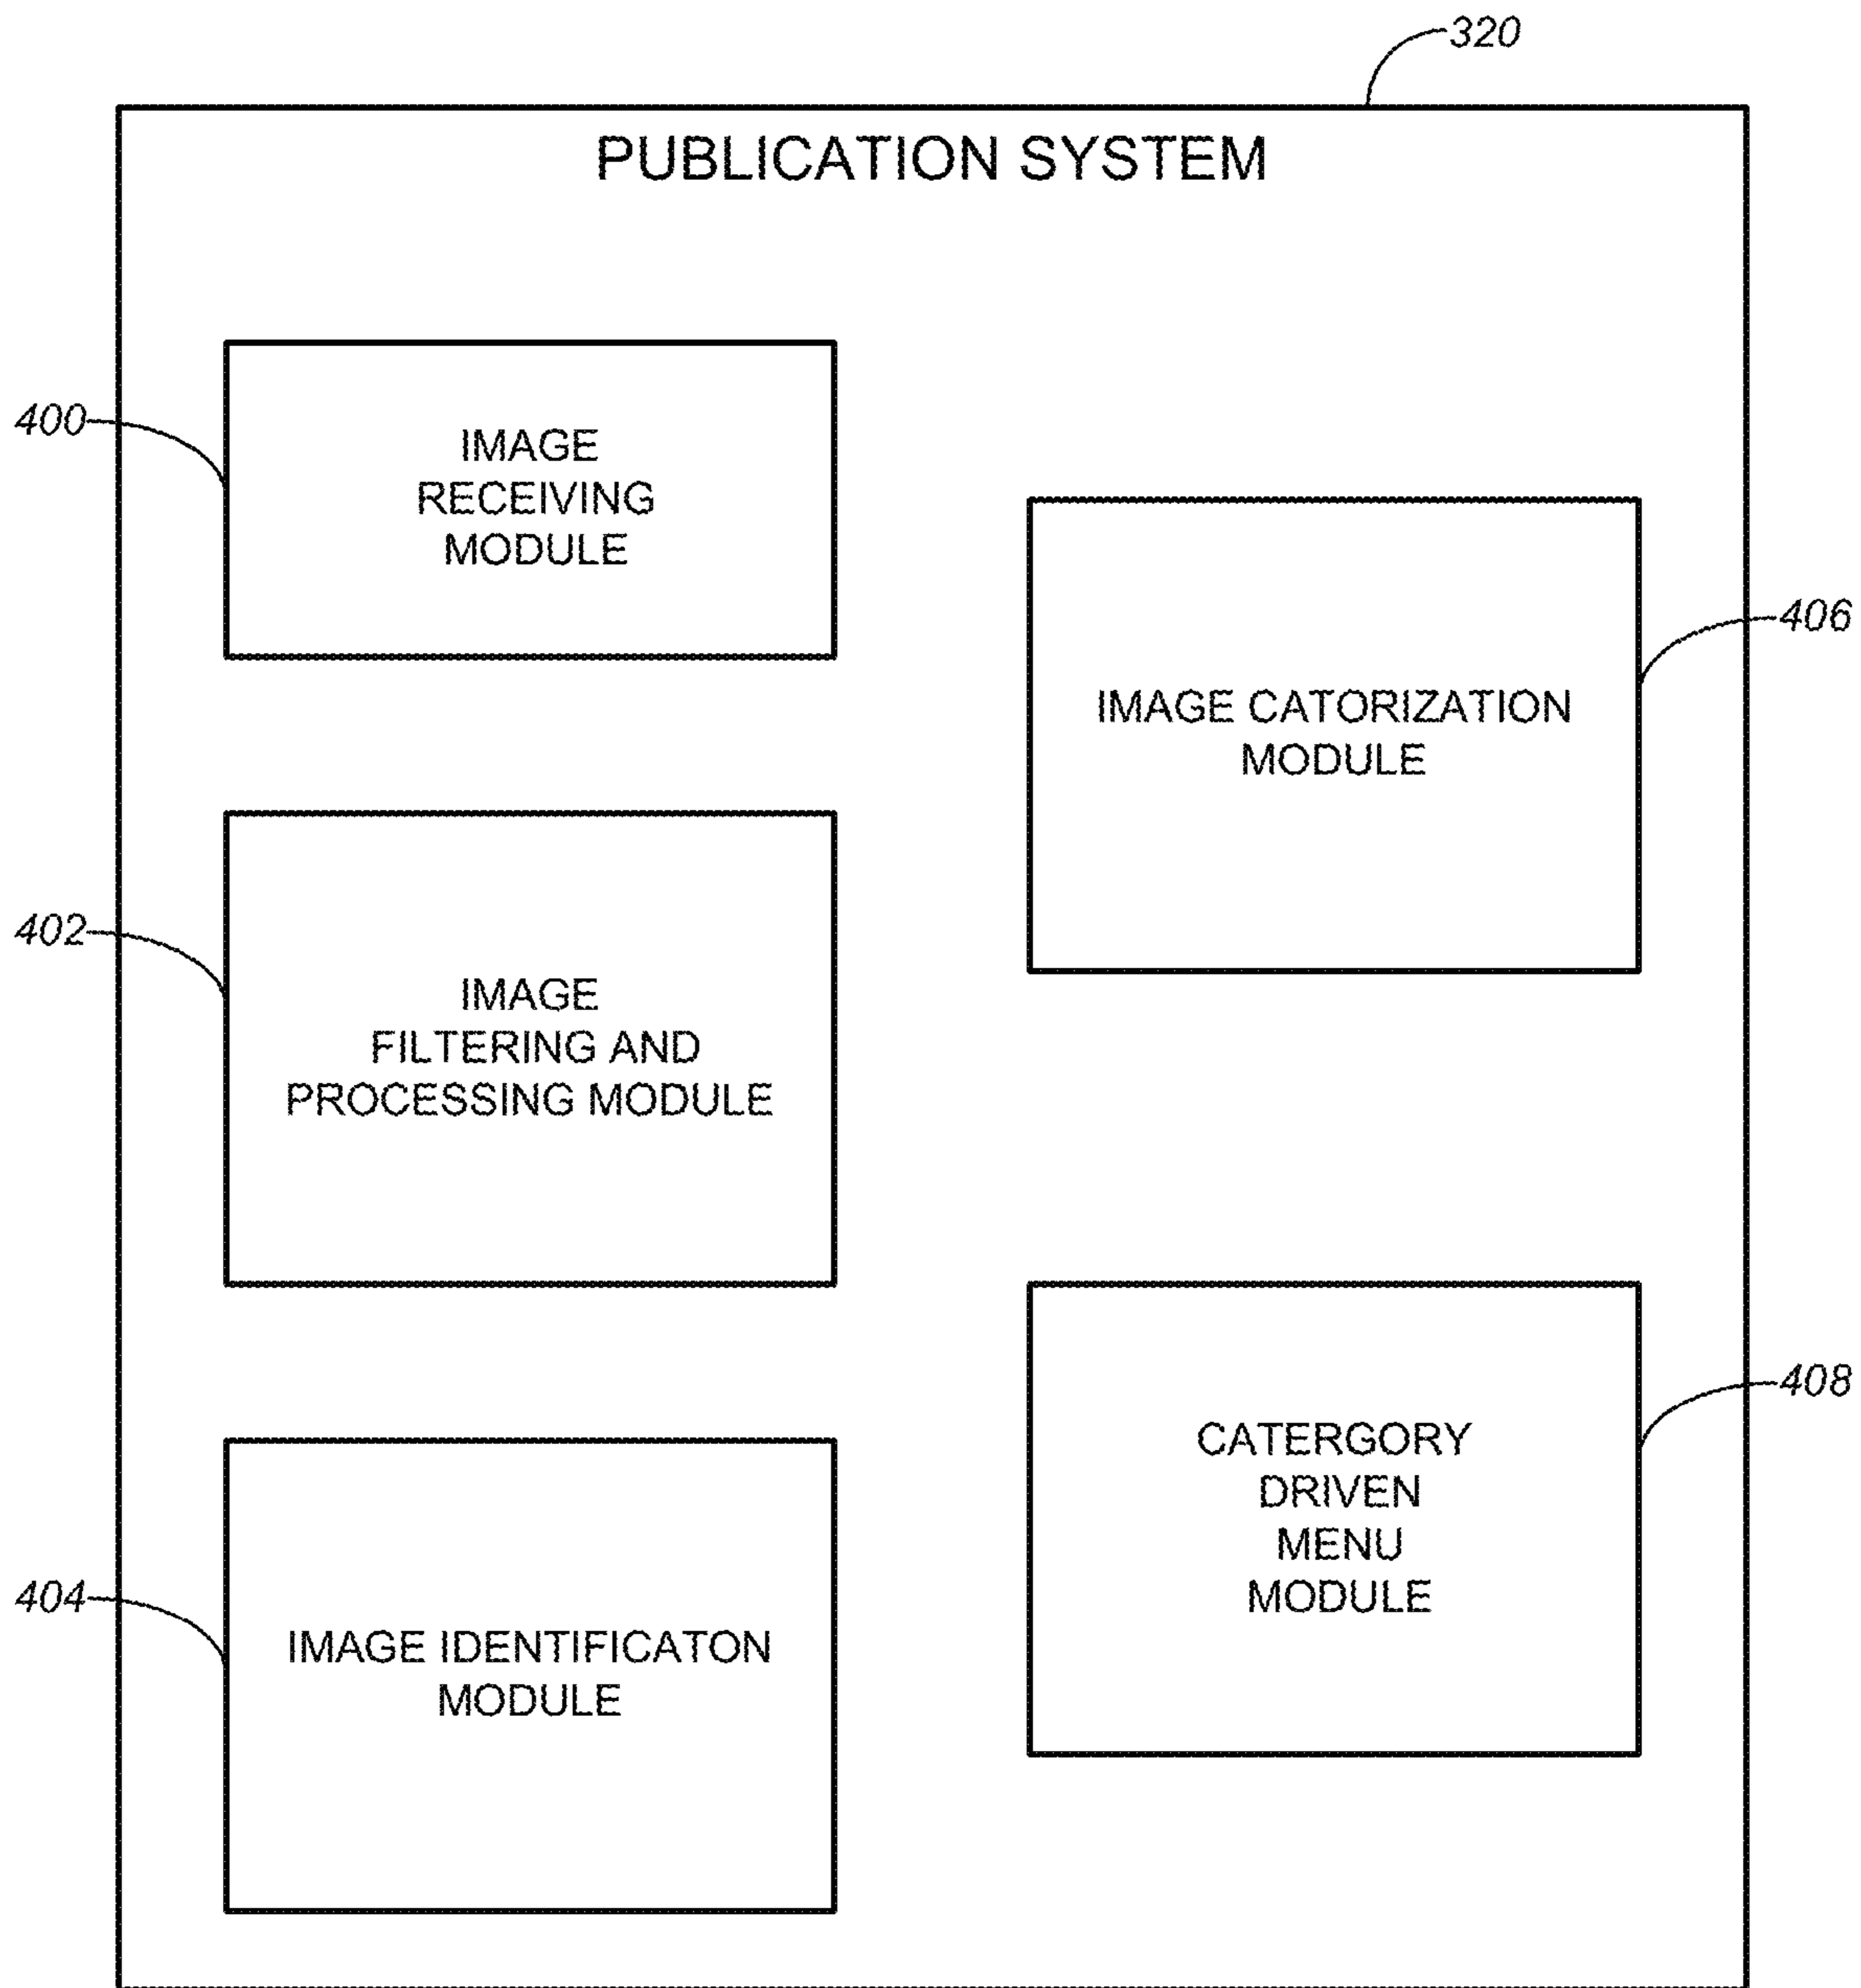 320
PUBLICATION SYSTEM
400
IMAGE
RECEIVING
MODULE
402
IMAGE
FILTERING AND
PROCESSING MODULE
404
IMAGE IDENTIFICATON
MODULE
406
IMAGE CATORIZATION
MODULE
408
CATERGORY
DRIVEN
MENU
MODULE